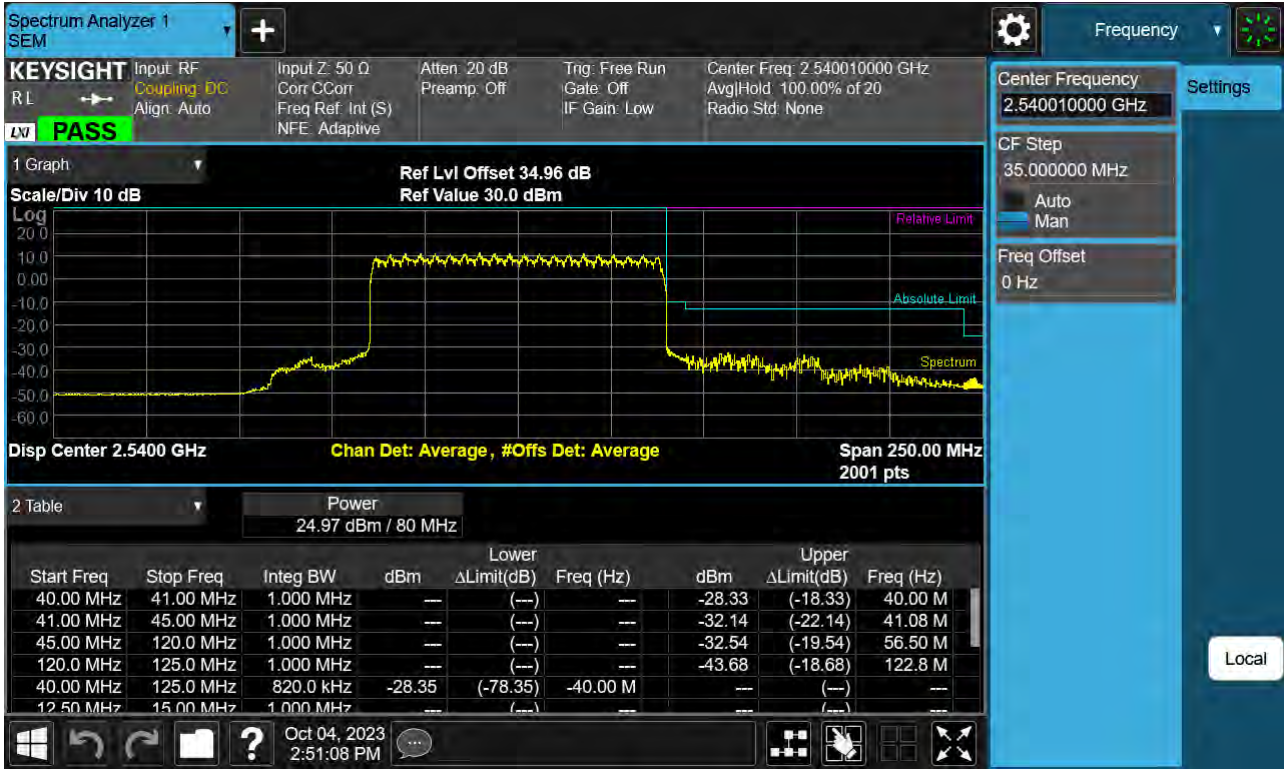 Spectrum Analyzer 1
SEM
+
Frequency
KEYSIGHT
RL
LXI
PASS
Input: RF
Coupling: DC
Align: Auto
Input Z: 50 Ω
Corr CCorr
Freq Ref: Int (S)
NFE: Adaptive
Atten: 20 dB
Preamp: Off
Trig: Free Run
Gate: Off
IF Gain: Low
Center Freq: 2.540010000 GHz
Avg|Hold: 100.00% of 20
Radio Std: None
Center Frequency
2.540010000 GHz
Settings
CF Step
35.000000 MHz
Auto
Man
Freq Offset
0 Hz
Local
1 Graph
Scale/Div 10 dB
Ref Lvl Offset 34.96 dB
Ref Value 30.0 dBm
Log
20.0
10.0
0.00
-10.0
-20.0
-30.0
-40.0
-50.0
-60.0
Relative Limit
Absolute Limit
Spectrum
Disp Center 2.5400 GHz
Chan Det: Average, #Offs Det: Average
Span 250.00 MHz
2001 pts
2 Table
Power
24.97 dBm / 80 MHz
Lower Upper
Start Freq Stop Freq Integ BW dBm ΔLimit(dB) Freq (Hz) dBm ΔLimit(dB) Freq (Hz)
40.00 MHz 41.00 MHz 1.000 MHz --- (---) --- -28.33 (-18.33) 40.00 M
41.00 MHz 45.00 MHz 1.000 MHz --- (---) --- -32.14 (-22.14) 41.08 M
45.00 MHz 120.0 MHz 1.000 MHz --- (---) --- -32.54 (-19.54) 56.50 M
120.0 MHz 125.0 MHz 1.000 MHz --- (---) --- -43.68 (-18.68) 122.8 M
40.00 MHz 125.0 MHz 820.0 kHz -28.35 (-78.35) -40.00 M --- (---) ---
12.50 MHz 15.00 MHz 1.000 MHz --- (---) --- --- (---) ---
?
Oct 04, 2023
2:51:08 PM